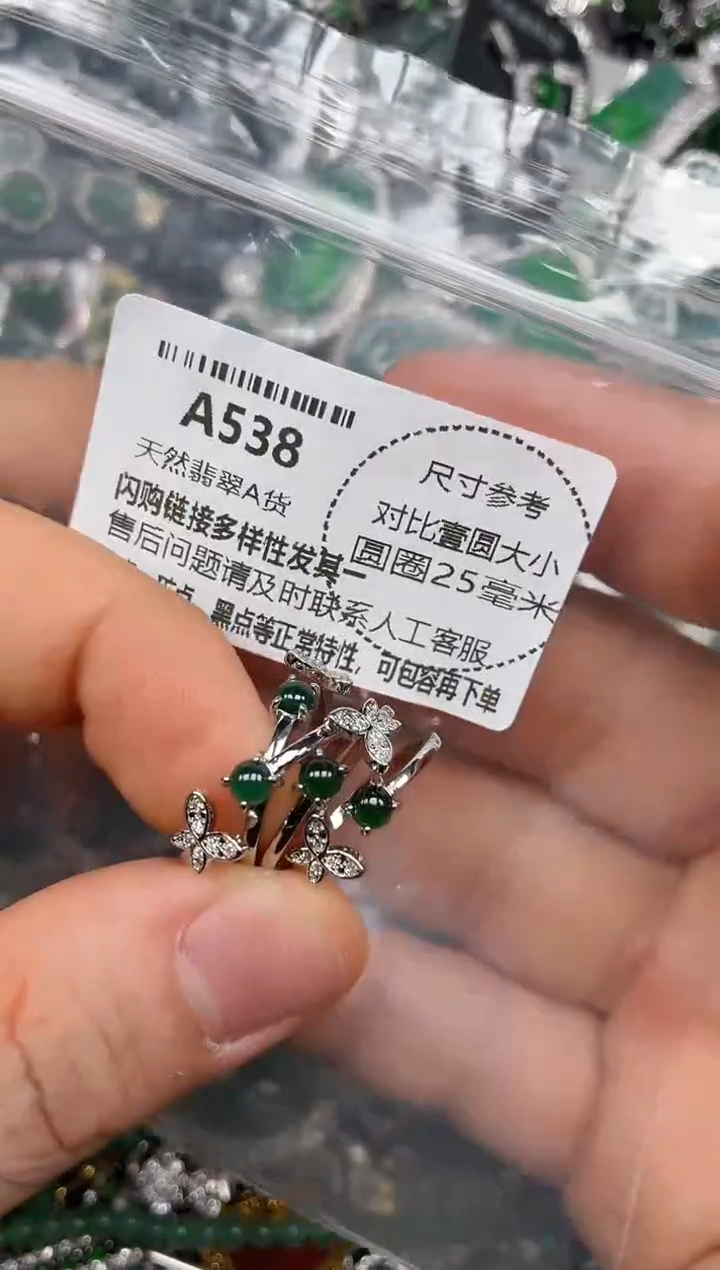 A538
天然翡翠A货
闪购链接多样性发其一
售后问题请及时联系人工客服
黑点等正常特性，可包容再下单
尺寸参考
对比壹圆大小
圆圈25毫米